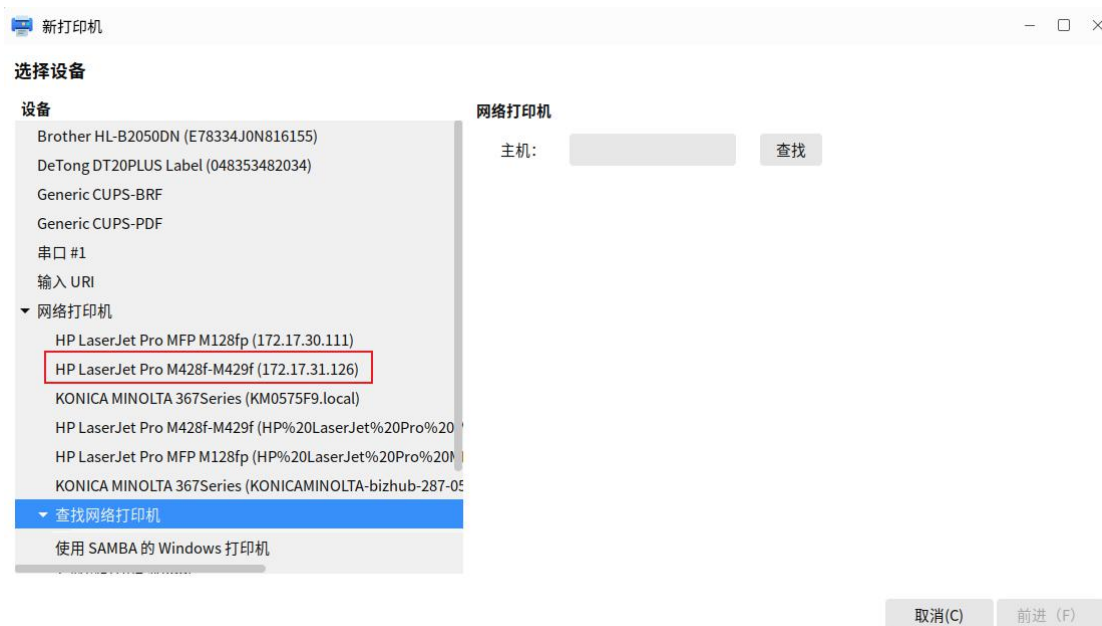 新打印机
选择设备
设备
Brother HL-B2050DN (E78334J0N816155)
DeTong DT20PLUS Label (048353482034)
Generic CUPS-BRF
Generic CUPS-PDF
串口 #1
输入 URI
网络打印机
HP LaserJet Pro MFP M128fp (172.17.30.111)
HP LaserJet Pro M428f-M429f (172.17.31.126)
KONICA MINOLTA 367Series (KM0575F9.local)
HP LaserJet Pro M428f-M429f (HP%20LaserJet%20Pro%20
HP LaserJet Pro MFP M128fp (HP%20LaserJet%20Pro%20M
KONICA MINOLTA 367Series (KONICAMINOLTA-bizhub-287-05
查找网络打印机
使用 SAMBA 的 Windows 打印机
网络打印机
主机：
查找
取消(C)
前进（F）